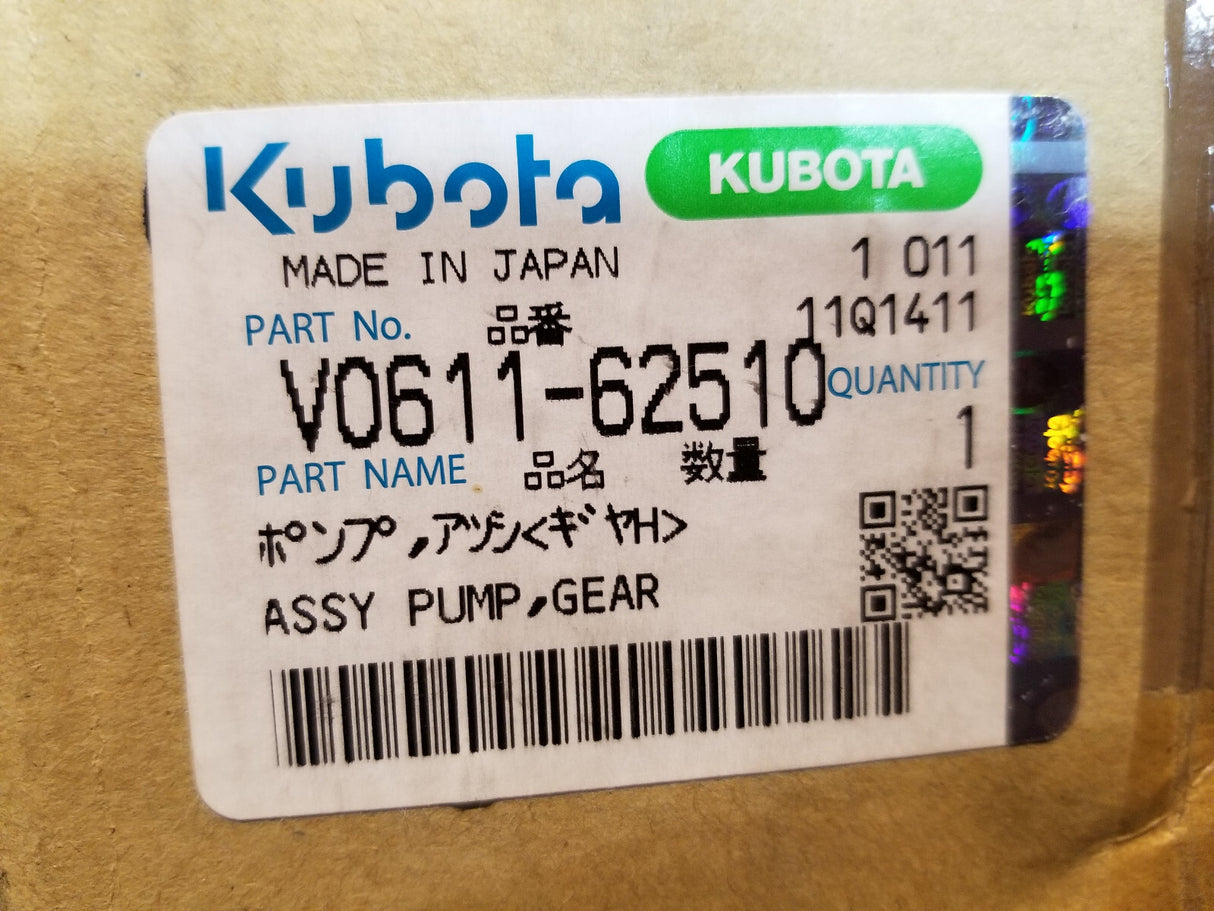 Kubota KUBOTA
MADE IN JAPAN 1 011
PART No. 品番 11Q1411
V0611-62510 QUANTITY
1
PART NAME 品名 数量
ポンプ,アツシ<ギヤH>
ASSY PUMP,GEAR